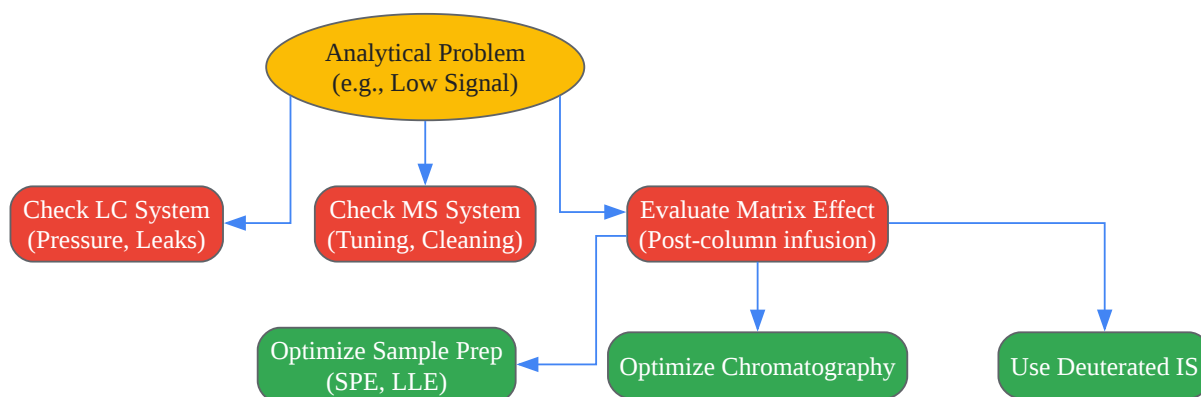 Analytical Problem
(e.g., Low Signal)
Check LC System
(Pressure, Leaks)
Check MS System
(Tuning, Cleaning)
Evaluate Matrix Effect
(Post-column infusion)
Optimize Sample Prep
(SPE, LLE)
Optimize Chromatography
Use Deuterated IS